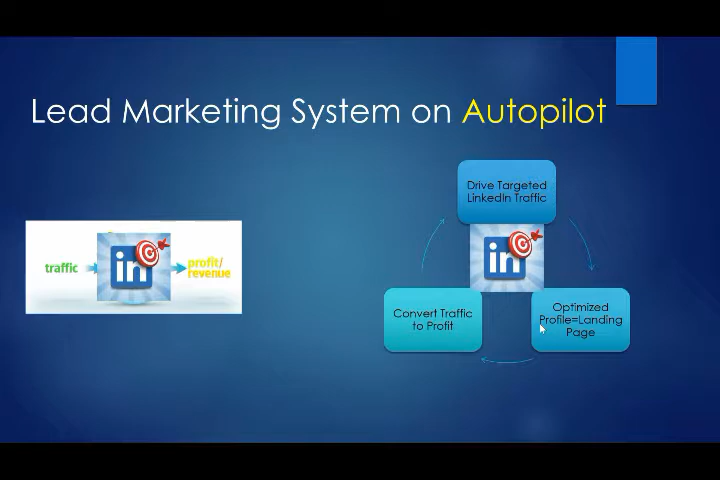 Lead Marketing System on Autopilot
traffic
in
profit/
revenue
Drive Targeted
LinkedIn Traffic
in
Convert Traffic
to Profit
Optimized
Profile=Landing
Page